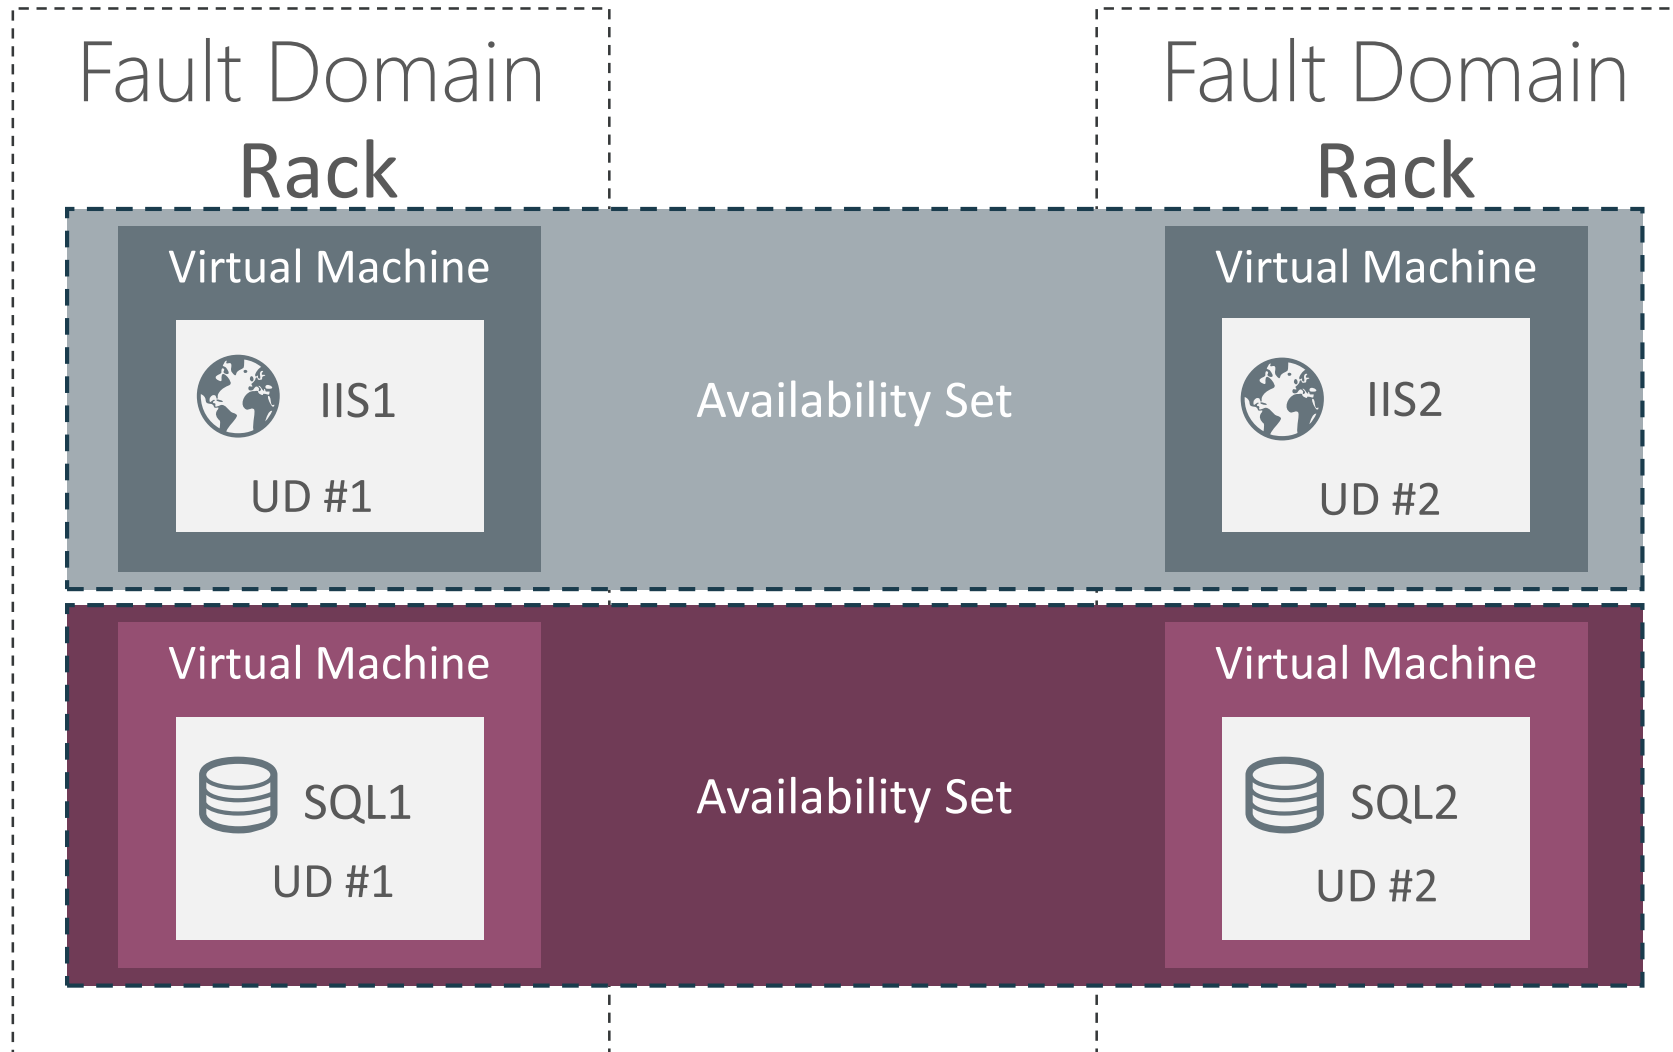 Fault Domain
Rack
Fault Domain
Rack
Virtual Machine
IIS1
UD #1
Availability Set
Virtual Machine
IIS2
UD #2
Virtual Machine
SQL1
UD #1
Availability Set
Virtual Machine
SQL2
UD #2